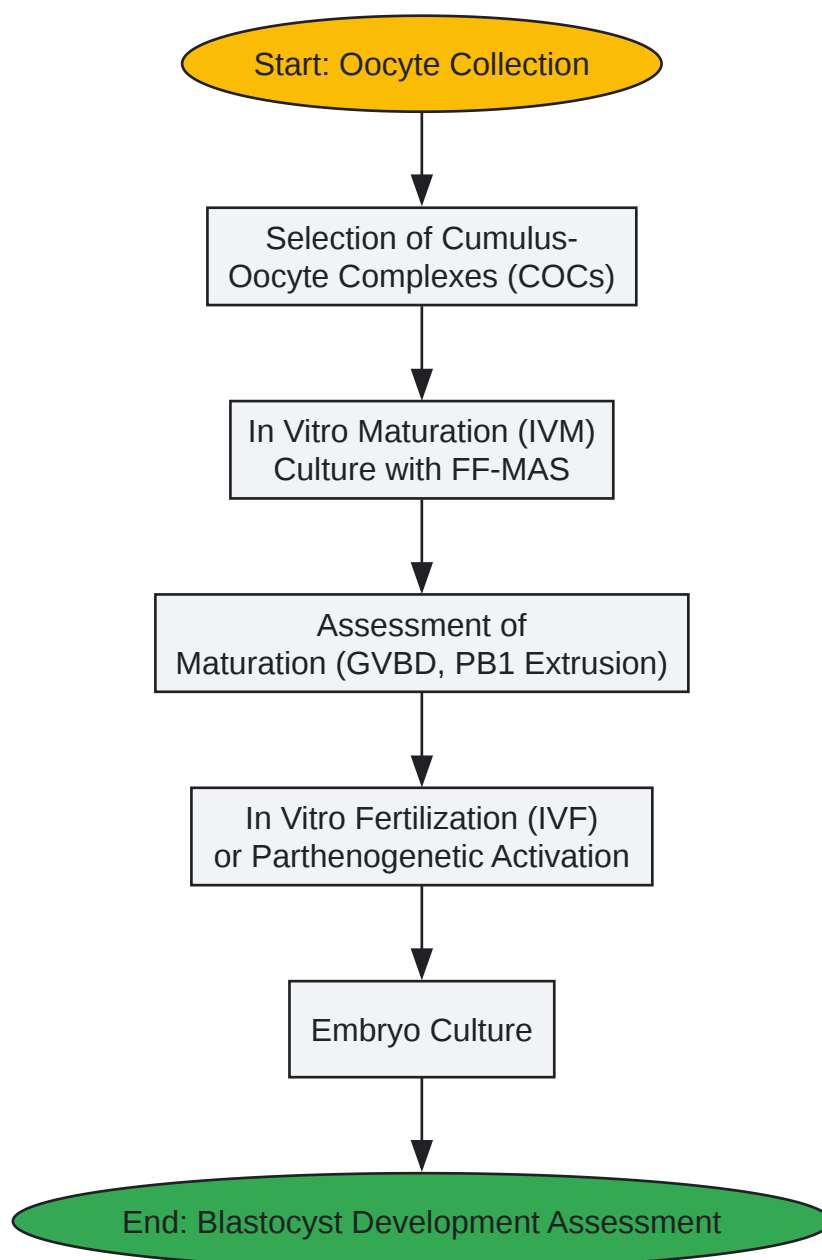 Start: Oocyte Collection
Selection of Cumulus-
Oocyte Complexes (COCs)
In Vitro Maturation (IVM)
Culture with FF-MAS
Assessment of
Maturation (GVBD, PB1 Extrusion)
In Vitro Fertilization (IVF)
or Parthenogenetic Activation
Embryo Culture
End: Blastocyst Development Assessment